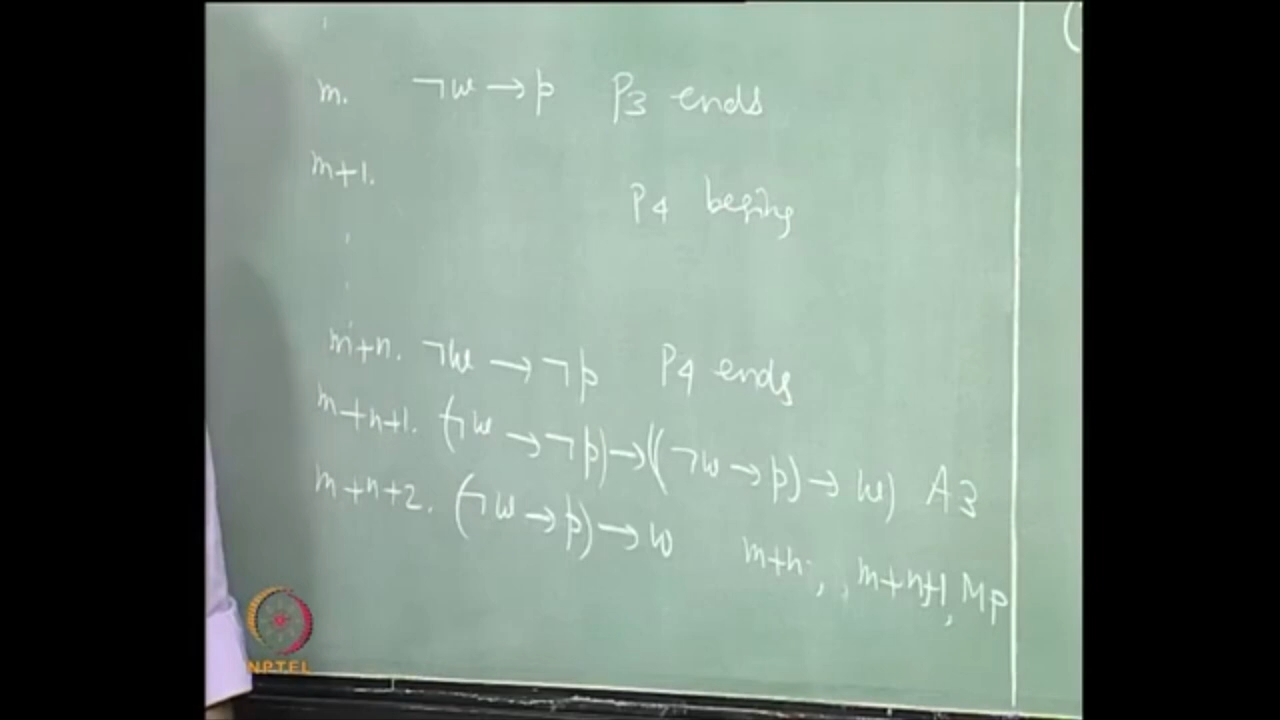 m. ¬w → p P3 ends
m+1. P4 begins
m+n. ¬w → ¬p P4 ends
m+n+1. (¬w → ¬p) → ((¬w → p) → w) A3
m+n+2. (¬w → p) → w m+n, m+n+1, MP
NPTEL